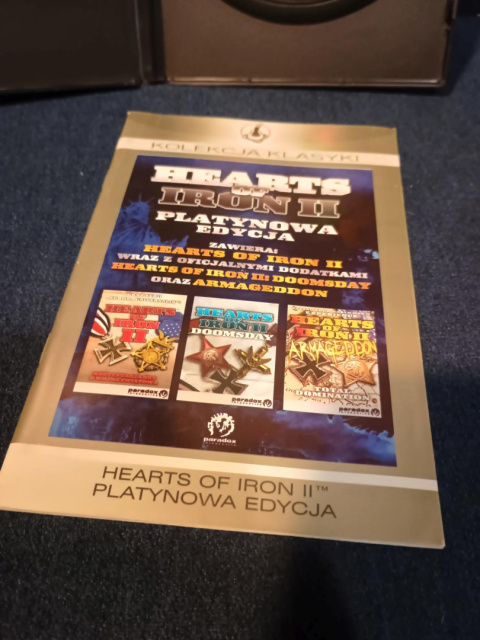 KOLEKCJA KLASYKI
HEARTS
OF
IRON II
PLATYNOWA
EDYCJA
ZAWIERA:
HEARTS OF IRON II
WRAZ Z OFICJALNYMI DODATKAMI
HEARTS OF IRON II: DOOMSDAY
ORAZ ARMAGEDDON
HEARTS
OF
IRON
II
paradox
HEARTS
OF
IRON II
DOOMSDAY
paradox
HEARTS
OF
IRON II
ARMAGEDDON
TOTAL
DOMINATION
paradox
paradox
HEARTS OF IRON II™
PLATYNOWA EDYCJA